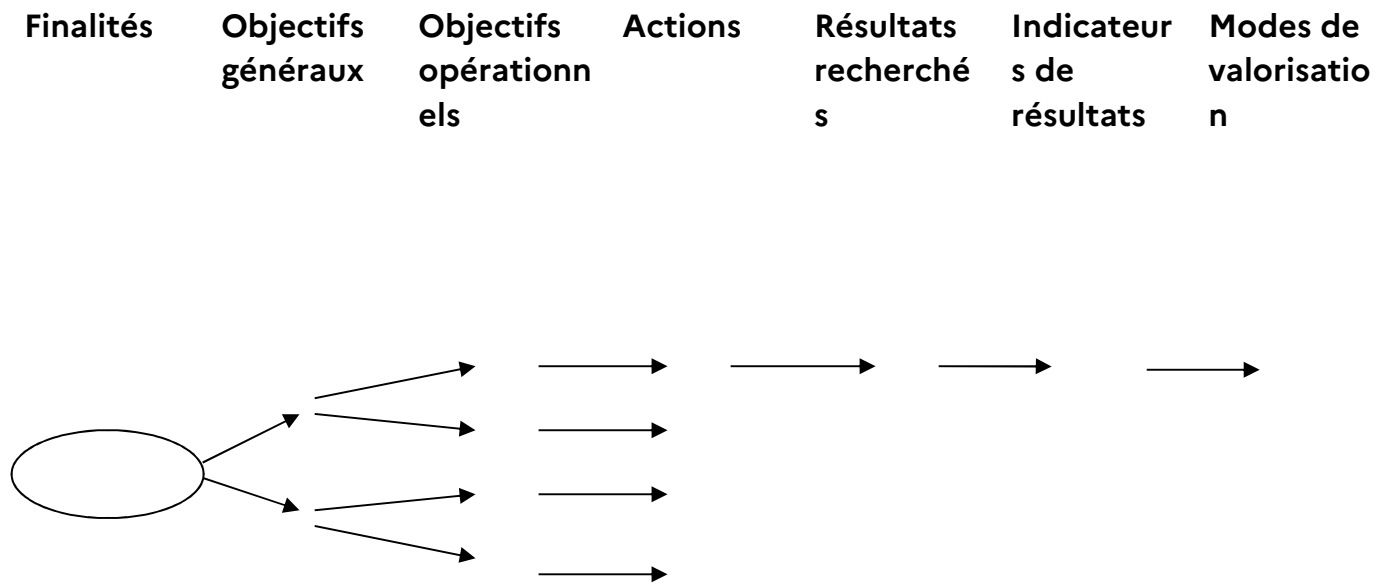 Finalités
Objectifs
généraux
Objectifs
opérationn
els
Actions
Résultats
recherché
s
Indicateur
s de
résultats
Modes de
valorisatio
n